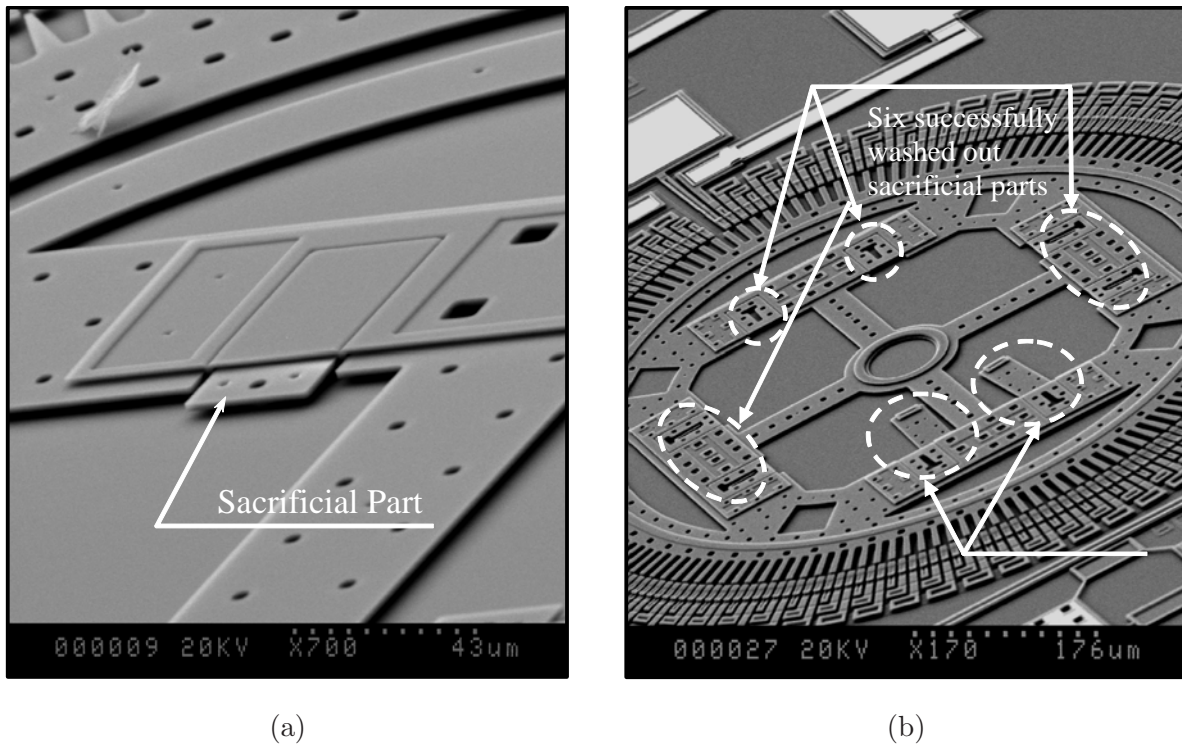 Sacrificial Part
000009 20KV X700 43um
(a)
Six successfully
washed out
sacrificial parts
000027 20KV X170 176um
(b)